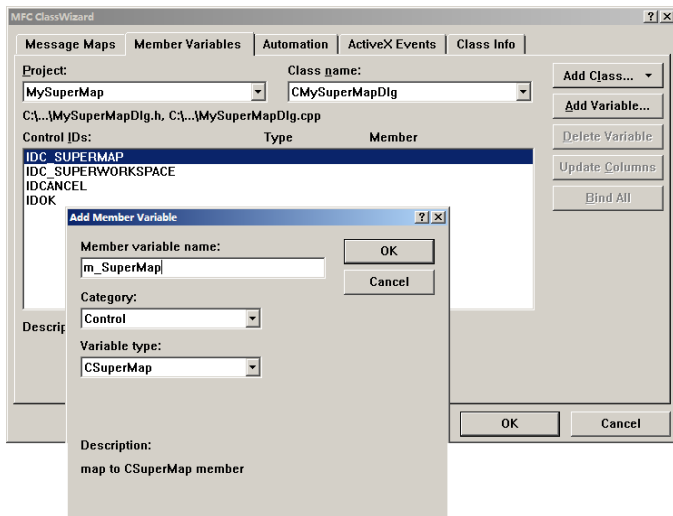 MFC ClassWizard
Message Maps Member Variables Automation ActiveX Events Class Info
Project: Class name:
MySuperMap CMySuperMapDlg
Add Class...
C:\...\MySuperMapDlg.h, C:\...\MySuperMapDlg.cpp
Add Variable...
Control IDs: Type Member
Delete Variable
IDC_SUPERMAP
IDC_SUPERWORKSPACE
Update Columns
IDCANCEL
IDOK
Bind All
Add Member Variable
Member variable name:
m_SuperMap
OK
Cancel
Category:
Control
Descrip
Variable type:
CSuperMap
OK Cancel
Description:
map to CSuperMap member